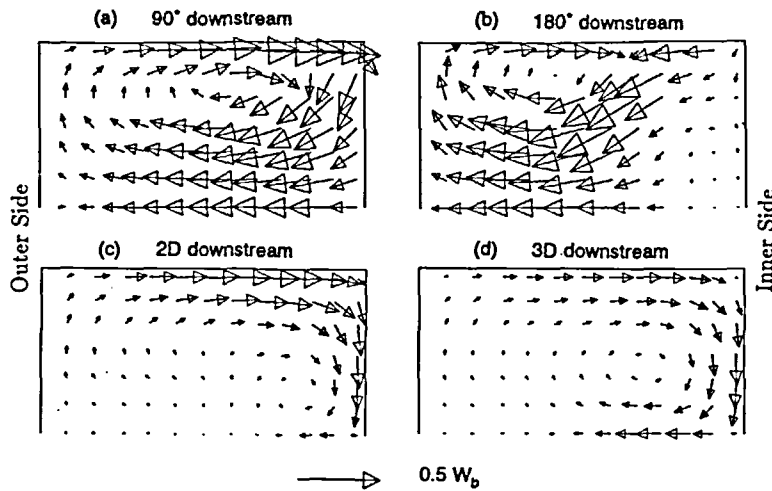 (a) 90° downstream
(b) 180° downstream
Outer Side
Inner Side
(c) 2D downstream
(d) 3D downstream
0.5 W_b